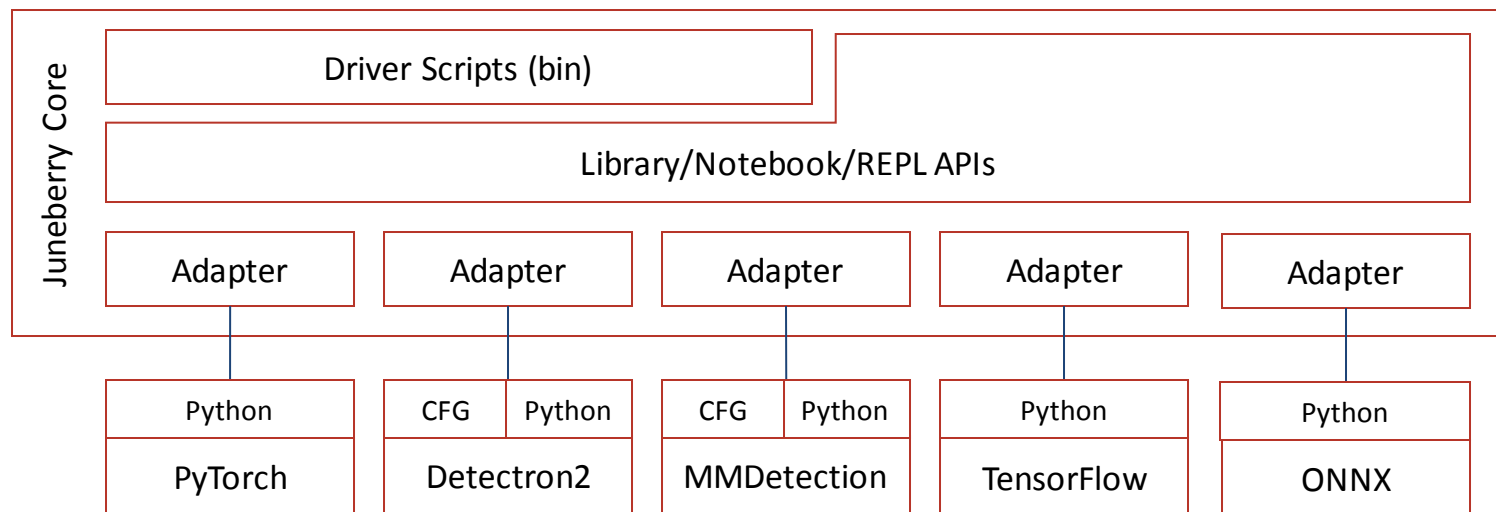 Juneberry Core
Driver Scripts (bin)
Library/Notebook/REPL APIs
Adapter
Adapter
Adapter
Adapter
Adapter
Python
CFG
Python
CFG
Python
Python
Python
PyTorch
Detectron2
MMDetection
TensorFlow
ONNX